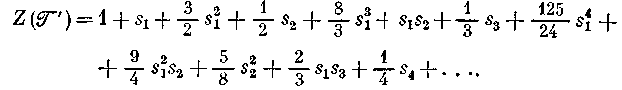 Z(𝒯′) = 1 + s₁ + 3/2 s₁² + 1/2 s₂ + 8/3 s₁³ + s₁s₂ + 1/3 s₃ + 125/24 s₁⁴ +
+ 9/4 s₁²s₂ + 5/8 s₂² + 2/3 s₁s₃ + 1/4 s₄ + . . . .